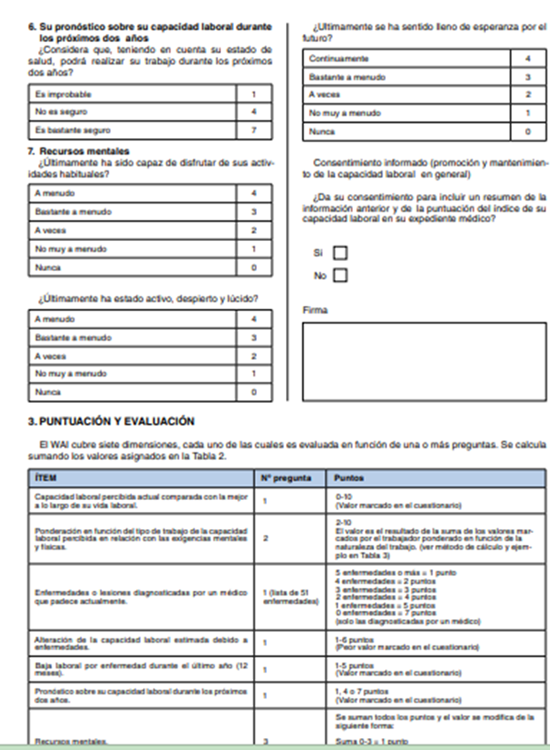 6. Su pronóstico sobre su capacidad laboral durante
los próximos dos años
¿Considera que, teniendo en cuenta su estado de
salud, podrá realizar su trabajo durante los próximos
dos años?
Es improbable 1
No es seguro 4
Es bastante seguro 7
7. Recursos mentales
¿Últimamente ha sido capaz de disfrutar de sus activ-
idades habituales?
A menudo 4
Bastante a menudo 3
A veces 2
No muy a menudo 1
Nunca 0
¿Últimamente ha estado activo, despierto y lúcido?
A menudo 4
Bastante a menudo 3
A veces 2
No muy a menudo 1
Nunca 0
¿Ultimamente se ha sentido lleno de esperanza por el
futuro?
Continuamente 4
Bastante a menudo 3
A veces 2
No muy a menudo 1
Nunca 0
Consentimiento informado (promoción y mantenimien-
to de la capacidad laboral en general)
¿Da su consentimiento para incluir un resumen de la
información anterior y de la puntuación del índice de su
capacidad laboral en su expediente médico?
Si
No
Firma
3. PUNTUACIÓN Y EVALUACIÓN
El WAI cubre siete dimensiones, cada uno de las cuales es evaluada en función de una o más preguntas. Se calcula
sumando los valores asignados en la Tabla 2.
ÍTEM Nº pregunta Puntos
Capacidad laboral percibida actual comparada con la mejor
a lo largo de su vida laboral.
1
0-10
(Valor marcado en el cuestionario)
Ponderación en función del tipo de trabajo de la capacidad
laboral percibida en relación con las exigencias mentales
y físicas.
2
2-10
El valor es el resultado de la suma de los valores mar-
cados por el trabajador ponderado en función de la
naturaleza del trabajo. (ver método de cálculo y ejem-
plo en Tabla 3)
Enfermedades o lesiones diagnosticadas por un médico
que padece actualmente.
1 (lista de 51
enfermedades)
5 enfermedades o más = 1 punto
4 enfermedades = 2 puntos
3 enfermedades = 3 puntos
2 enfermedades = 4 puntos
1 enfermedades = 5 puntos
0 enfermedades = 7 puntos
(solo las diagnosticadas por un médico)
Alteración de la capacidad laboral estimada debido a
enfermedades.
1
1-6 puntos
(Peor valor marcado en el cuestionario)
Baja laboral por enfermedad durante el último año (12
meses).
1
1-5 puntos
(Valor marcado en el cuestionario)
Pronóstico sobre su capacidad laboral durante los próximos
dos años.
1
1, 4 o 7 puntos
(Valor marcado en el cuestionario)
Recursos mentales.
3
Se suman todos los puntos y el valor se modifica de la
siguiente forma:
Suma 0-3 = 1 punto